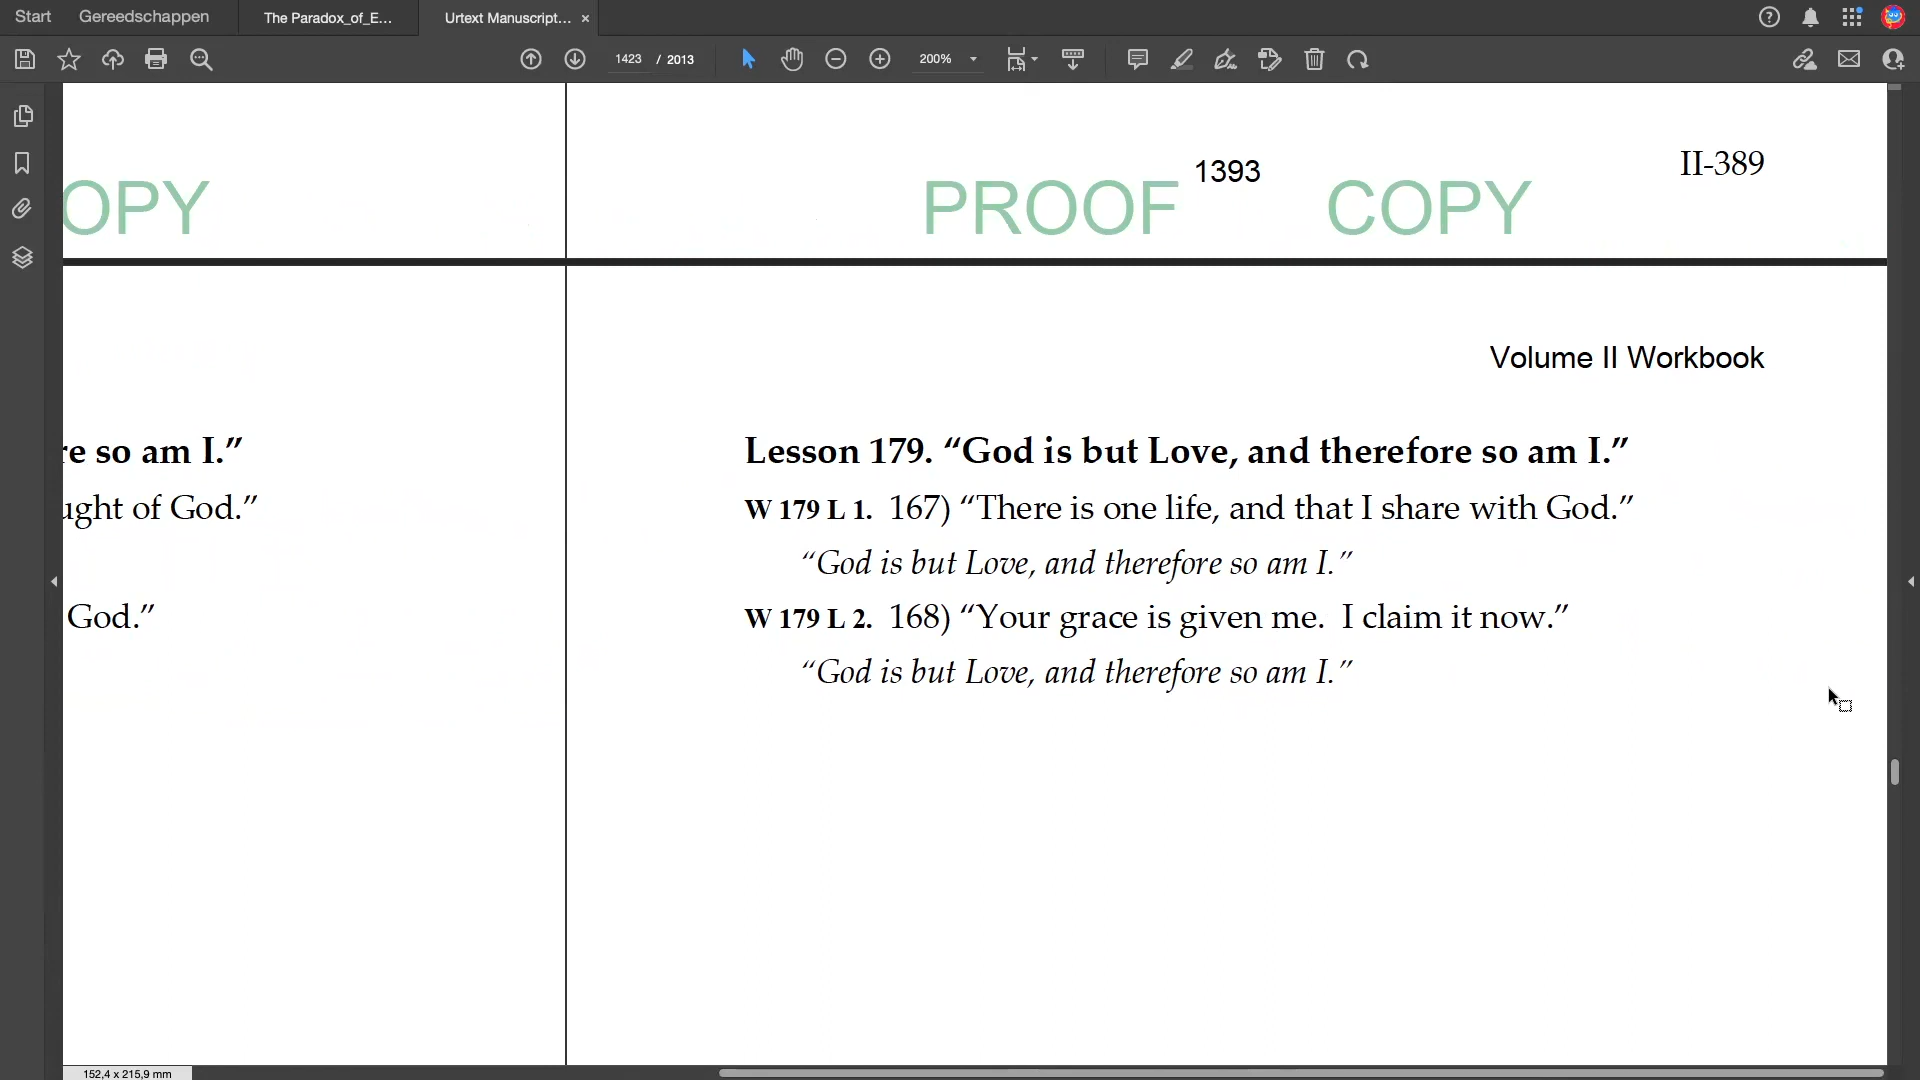 Start Gereedschappen The Paradox_of_E... Urtext Manuscript... ×
1423 / 2013 200%
II-389
1393
OPY PROOF COPY
Volume II Workbook
re so am I.”
ught of God.”
God.”
Lesson 179. “God is but Love, and therefore so am I.”
W 179 L 1. 167) “There is one life, and that I share with God.”
“God is but Love, and therefore so am I.”
W 179 L 2. 168) “Your grace is given me. I claim it now.”
“God is but Love, and therefore so am I.”
152,4 x 215,9 mm